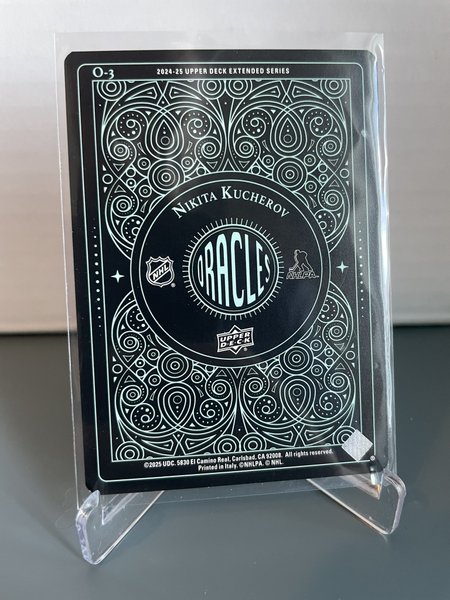 O-3
2024-25 UPPER DECK EXTENDED SERIES
NIKITA KUCHEROV
ORACLES
NHL
®
NHLPA
UPPER
DECK
®
©2025 UDC. 5830 El Camino Real, Carlsbad, CA 92008. All rights reserved.
Printed in Italy. ©NHLPA. © NHL.